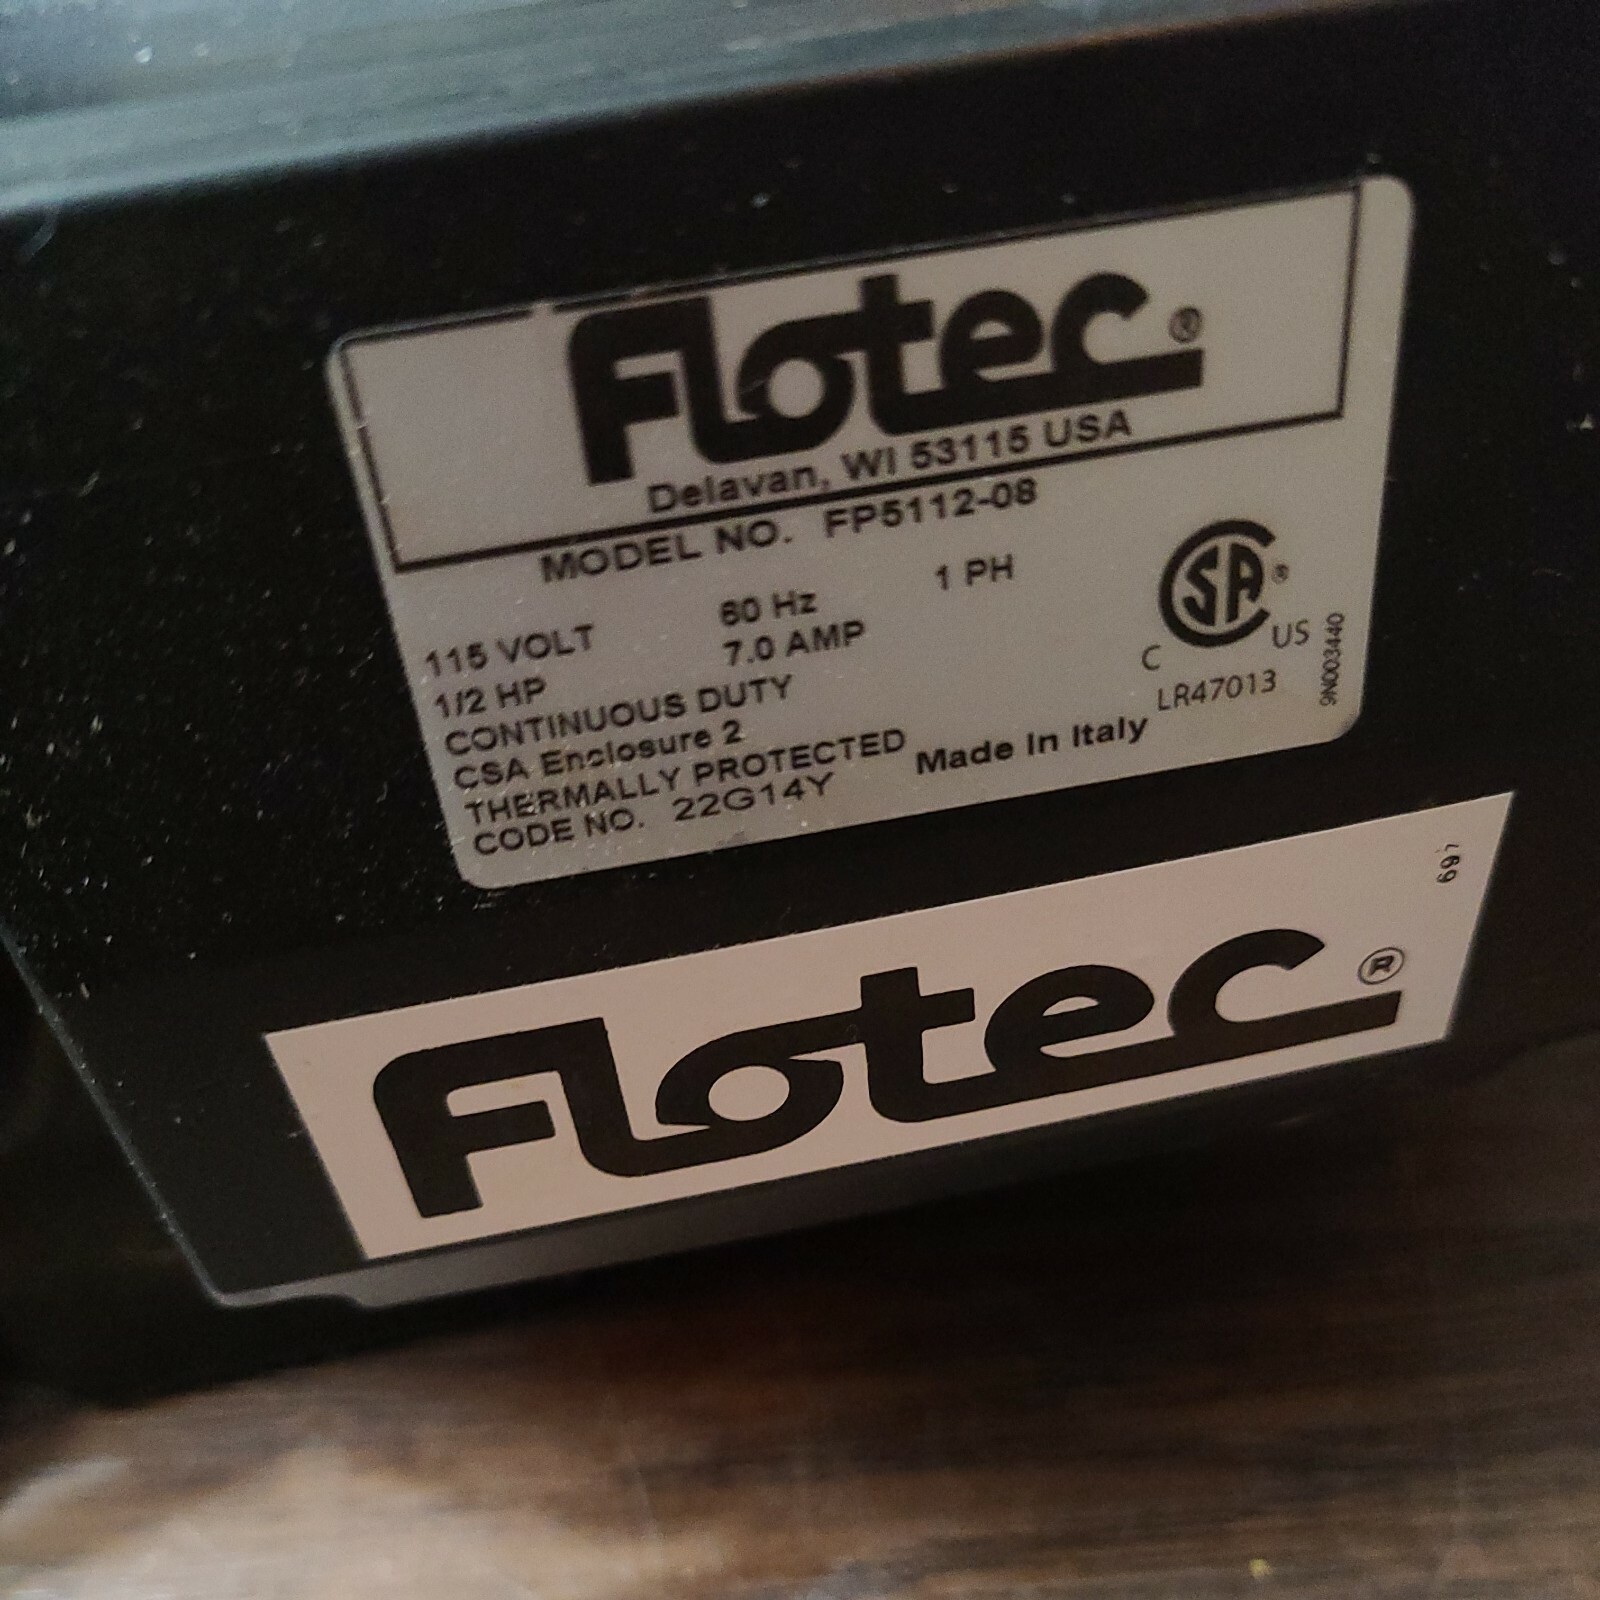 Flotec®
Delavan, WI 53115 USA
MODEL NO. FP5112-08
115 VOLT 60 Hz 1 PH
1/2 HP 7.0 AMP
CONTINUOUS DUTY
CSA Enclosure 2
THERMALLY PROTECTED
CODE NO. 22G14Y
Made In Italy
CSA®
C US
LR47013
9N003440
Flotec®